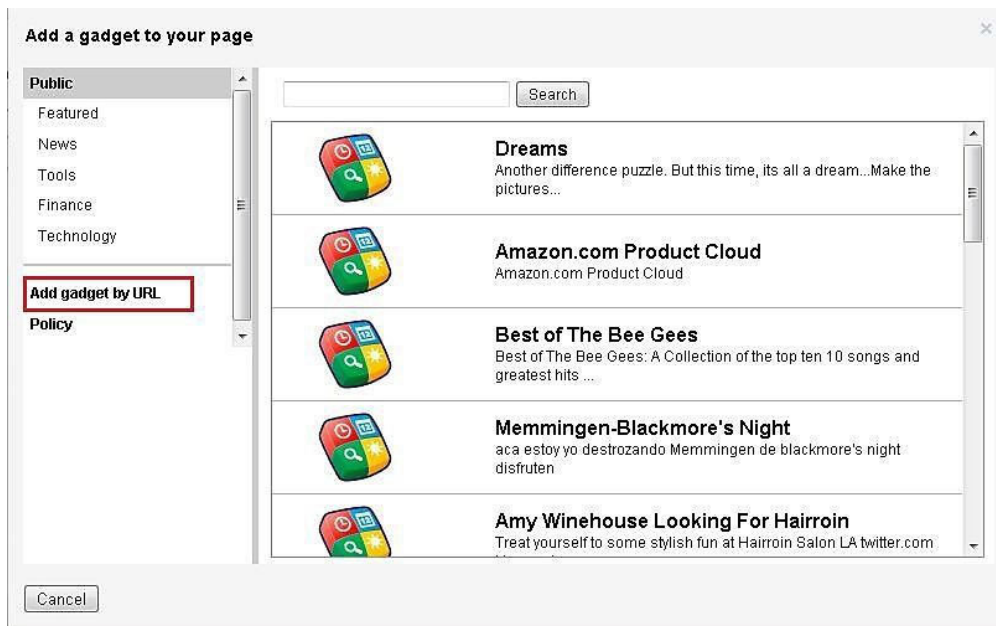 Add a gadget to your page
Public
Featured
News
Tools
Finance
Technology
Add gadget by URL
Policy
Search
Dreams
Another difference puzzle. But this time, its all a dream...Make the
pictures...
Amazon.com Product Cloud
Amazon.com Product Cloud
Best of The Bee Gees
Best of The Bee Gees: A Collection of the top ten 10 songs and
greatest hits ...
Memmingen-Blackmore's Night
aca estoy yo destrozando Memmingen de blackmore's night
disfruten
Amy Winehouse Looking For Hairroin
Treat yourself to some stylish fun at Hairroin Salon LA twitter.com
Cancel